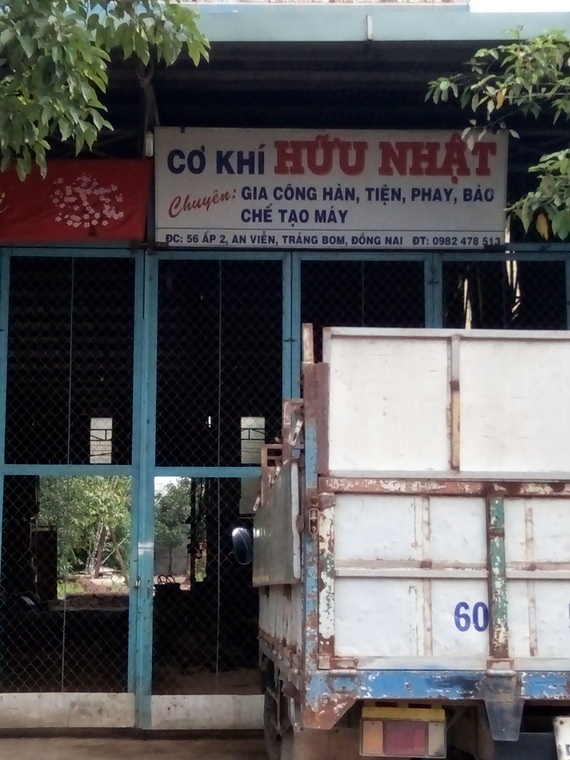 CƠ KHÍ HỮU NHẬT
Chuyên: GIA CÔNG HÀN, TIỆN, PHAY, BÀO
CHẾ TẠO MÁY
ĐC: 56 ẤP 2, AN VIỄN, TRẢNG BOM, ĐỒNG NAI ĐT: 0982 478 513
60